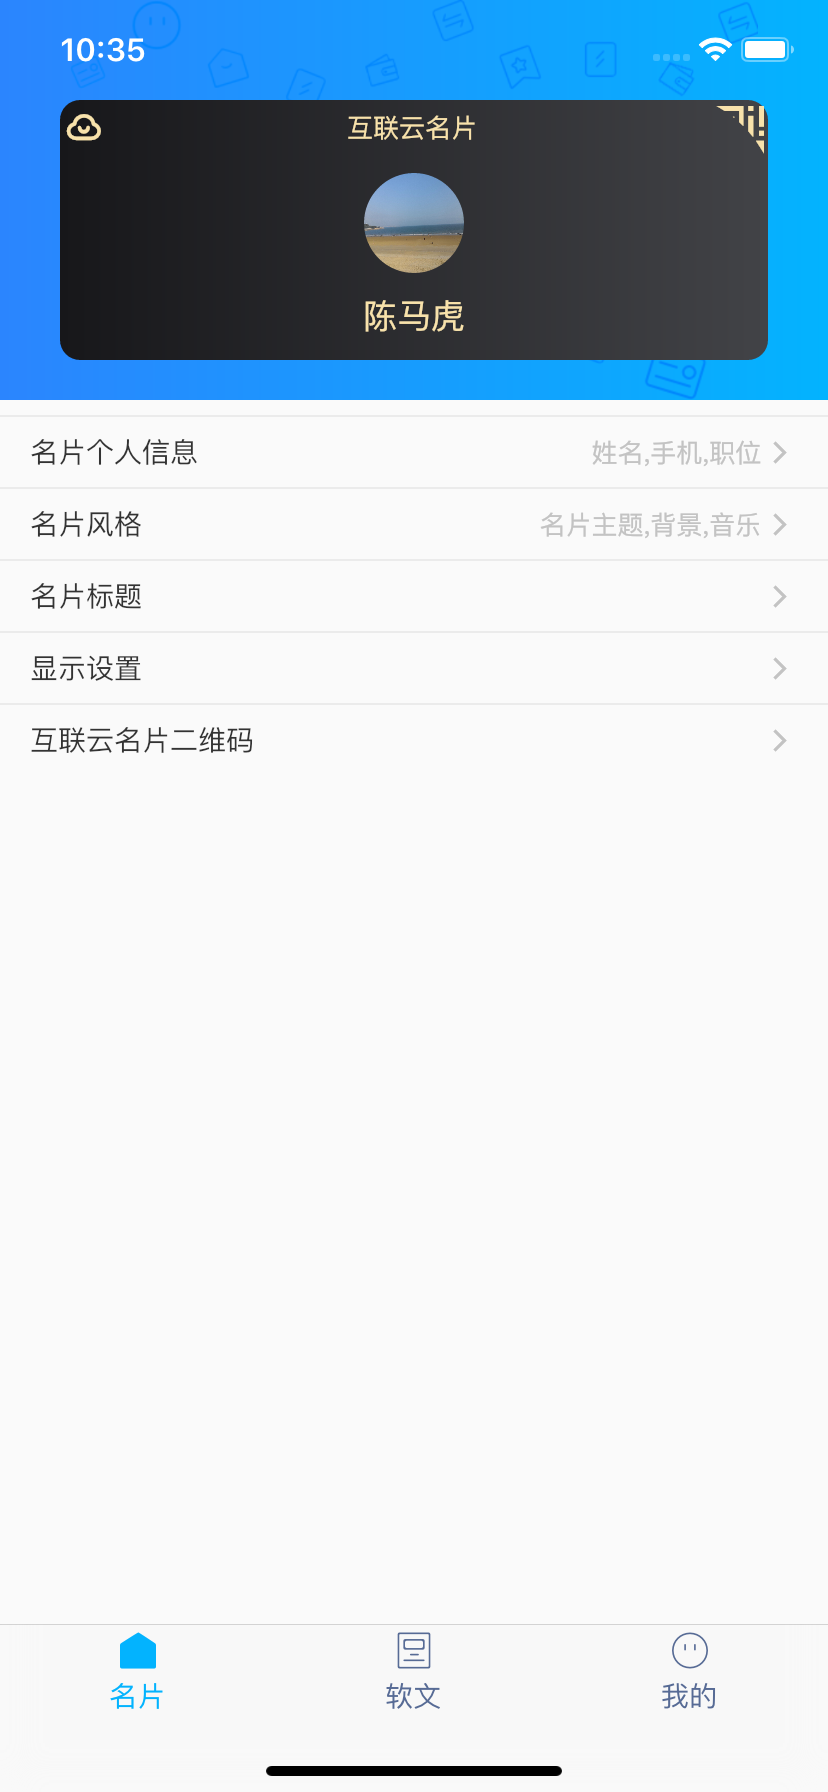 10:35
互联云名片
陈马虎
名片个人信息 姓名,手机,职位
名片风格 名片主题,背景,音乐
名片标题
显示设置
互联云名片二维码
名片 软文 我的